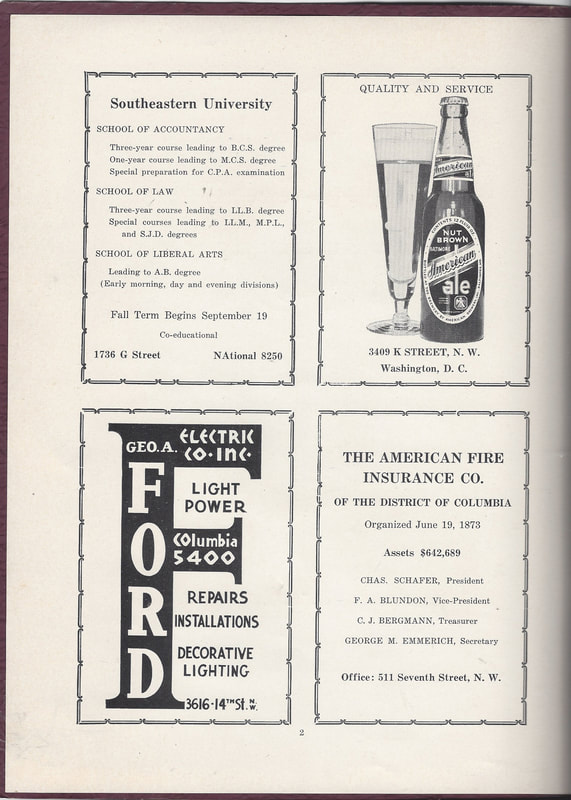 Southeastern University
SCHOOL OF ACCOUNTANCY
Three-year course leading to B.C.S. degree
One-year course leading to M.C.S. degree
Special preparation for C.P.A. examination
SCHOOL OF LAW
Three-year course leading to LL.B. degree
Special courses leading to LL.M., M.P.L.,
and S.J.D. degrees
SCHOOL OF LIBERAL ARTS
Leading to A.B. degree
(Early morning, day and evening divisions)
Fall Term Begins September 19
Co-educational
1736 G Street NAtional 8250
QUALITY AND SERVICE
American
NUT
BROWN
BALTIMORE
American
ale
3409 K STREET, N. W.
Washington, D. C.
GEO. A. FORD ELECTRIC
CO·INC·
LIGHT
POWER
COlumbia
5400
REPAIRS
INSTALLATIONS
DECORATIVE
LIGHTING
3616-14TH St. N.W.
THE AMERICAN FIRE
INSURANCE CO.
OF THE DISTRICT OF COLUMBIA
Organized June 19, 1873
Assets $642,689
CHAS. SCHAFER, President
F. A. BLUNDON, Vice-President
C. J. BERGMANN, Treasurer
GEORGE M. EMMERICH, Secretary
Office: 511 Seventh Street, N. W.
2